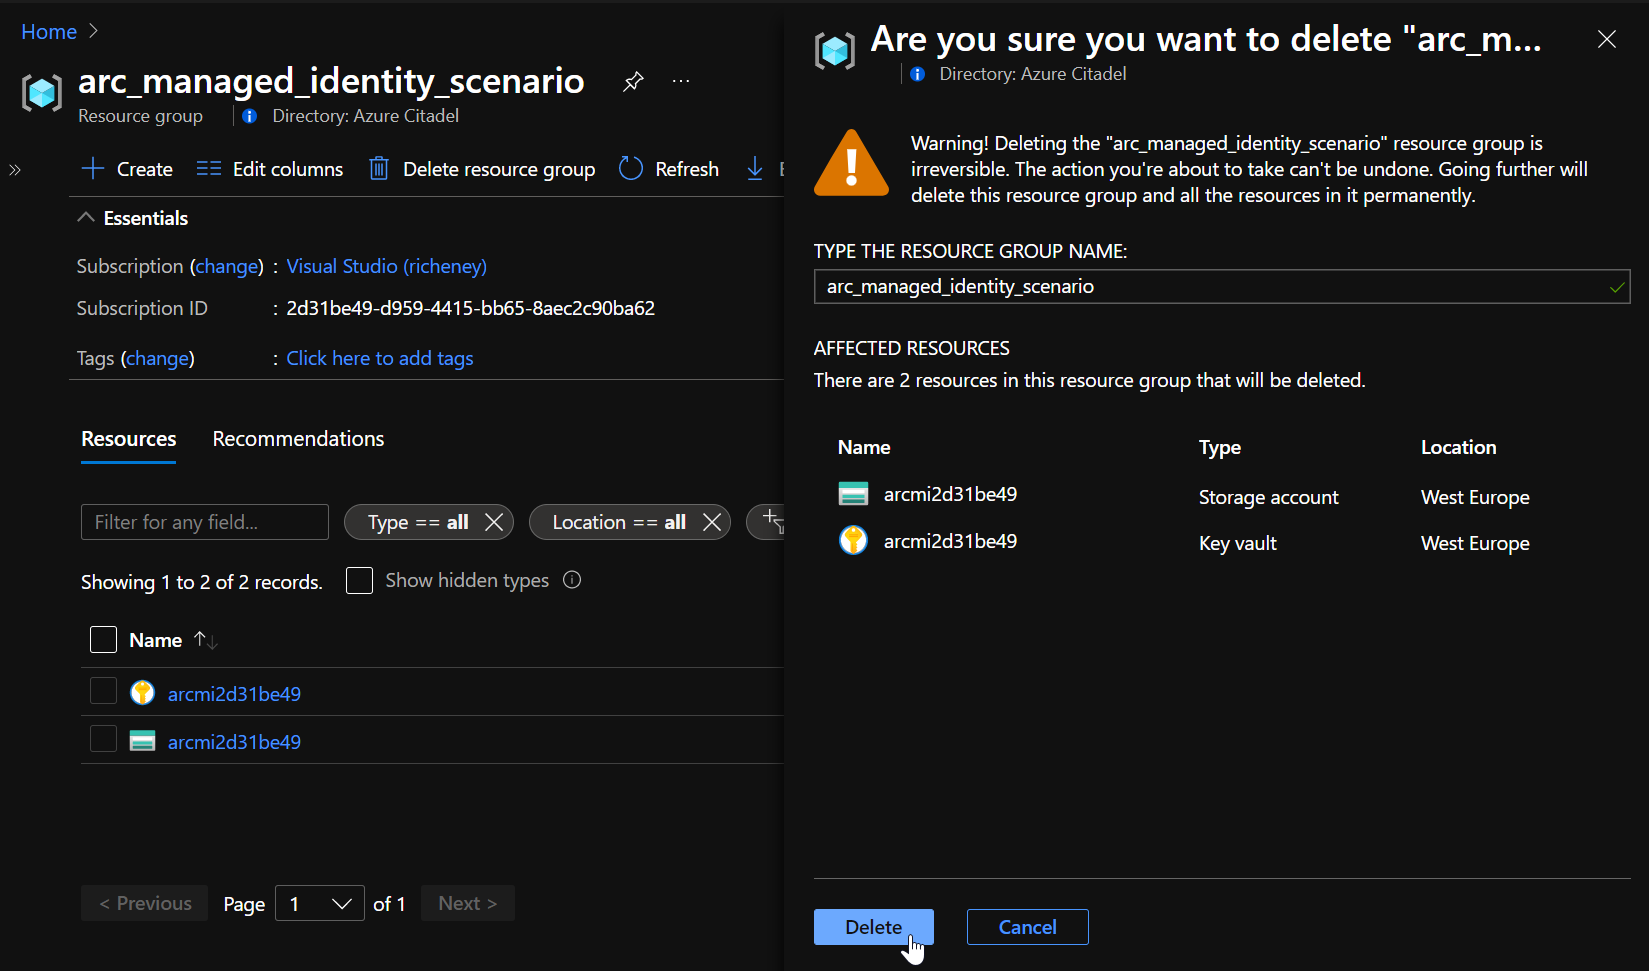 Home
arc_managed_identity_scenario
Resource group
Directory: Azure Citadel
Create
Edit columns
Delete resource group
Refresh
Essentials
Subscription (change) : Visual Studio (richeney)
Subscription ID : 2d31be49-d959-4415-bb65-8aec2c90ba62
Tags (change) : Click here to add tags
Resources
Recommendations
Filter for any field...
Type == all
Location == all
Showing 1 to 2 of 2 records.
Show hidden types
Name
arcmi2d31be49
arcmi2d31be49
< Previous
Page
1
of 1
Next >
Are you sure you want to delete "arc_m...
Directory: Azure Citadel
Warning! Deleting the "arc_managed_identity_scenario" resource group is
irreversible. The action you're about to take can't be undone. Going further will
delete this resource group and all the resources in it permanently.
TYPE THE RESOURCE GROUP NAME:
arc_managed_identity_scenario
AFFECTED RESOURCES
There are 2 resources in this resource group that will be deleted.
Name Type Location
arcmi2d31be49 Storage account West Europe
arcmi2d31be49 Key vault West Europe
Delete
Cancel